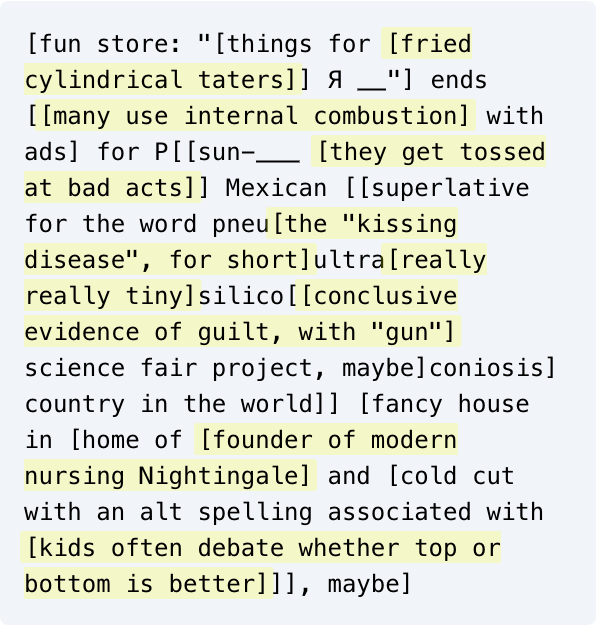 [fun store: "[things for [fried
cylindrical taters]] Я __"] ends
[[many use internal combustion] with
ads] for P[[sun-___ [they get tossed
at bad acts]] Mexican [[superlative
for the word pneu[the "kissing
disease", for short]ultra[really
really tiny]silico[[conclusive
evidence of guilt, with "gun"]
science fair project, maybe]coniosis]
country in the world]] [fancy house
in [home of [founder of modern
nursing Nightingale] and [cold cut
with an alt spelling associated with
[kids often debate whether top or
bottom is better]]], maybe]